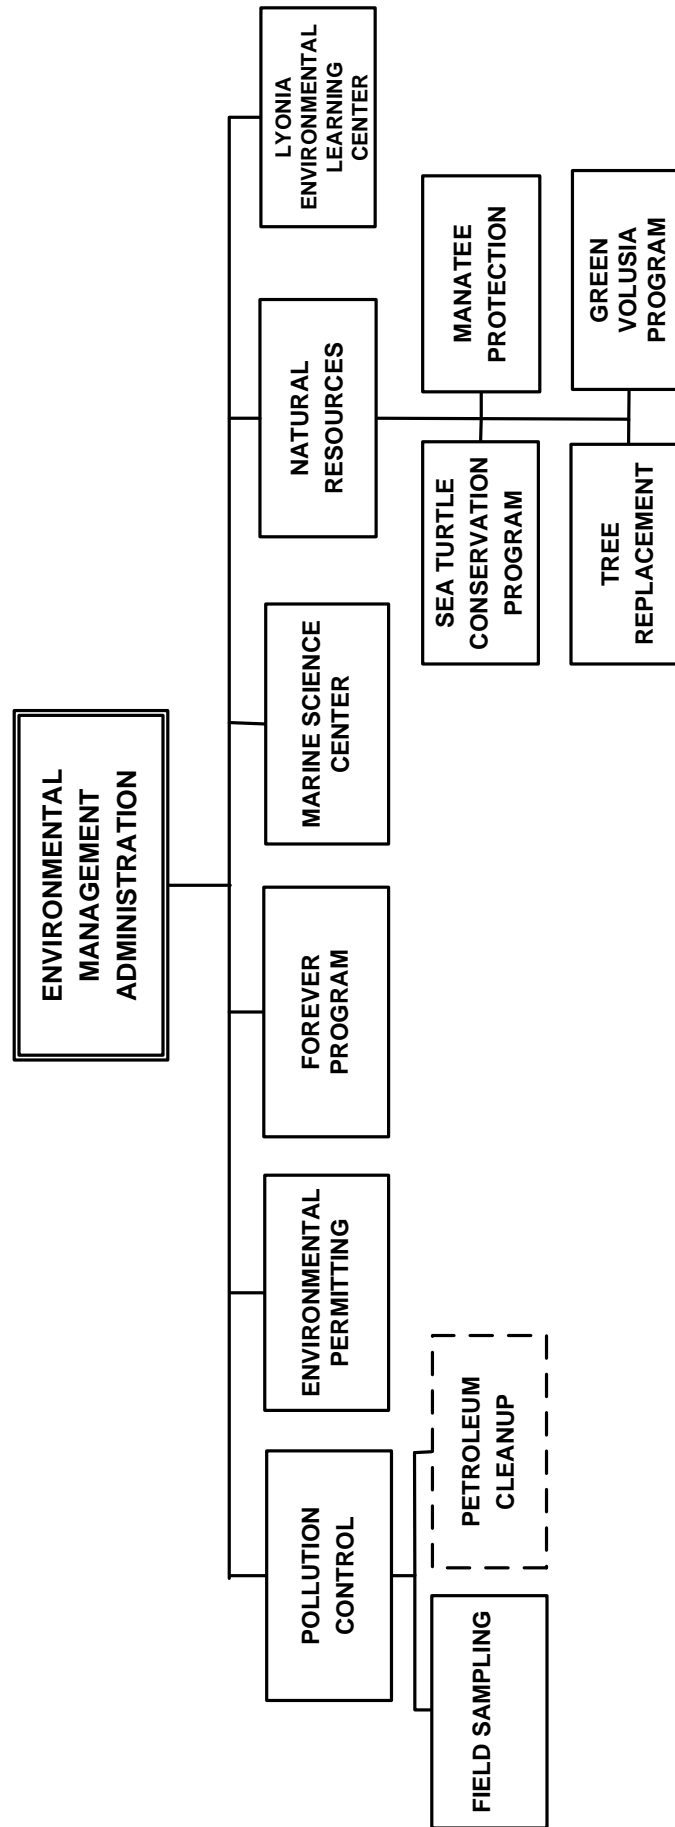 ENVIRONMENTAL
MANAGEMENT
ADMINISTRATION
POLLUTION
CONTROL
ENVIRONMENTAL
PERMITTING
FOREVER
PROGRAM
MARINE SCIENCE
CENTER
NATURAL
RESOURCES
LYONIA
ENVIRONMENTAL
LEARNING
CENTER
FIELD SAMPLING
PETROLEUM
CLEANUP
SEA TURTLE
CONSERVATION
PROGRAM
MANATEE
PROTECTION
TREE
REPLACEMENT
GREEN
VOLUSIA
PROGRAM